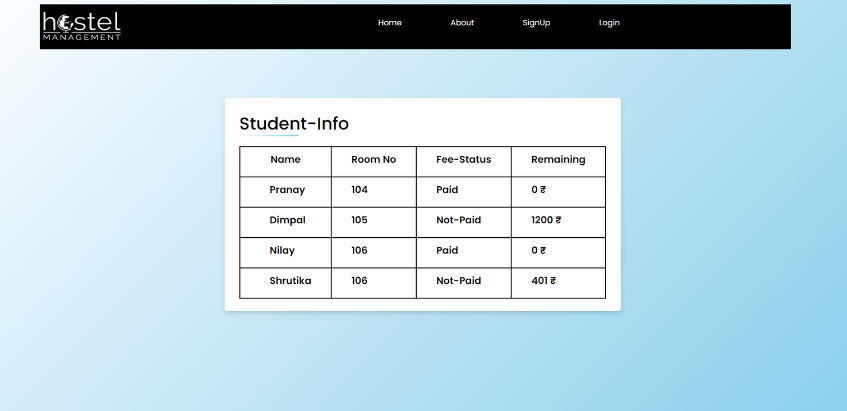 hostel
MANAGEMENT
Home About SignUp Login
Student-Info
Name Room No Fee-Status Remaining
Pranay 104 Paid 0 ₹
Dimpal 105 Not-Paid 1200 ₹
Nilay 106 Paid 0 ₹
Shrutika 106 Not-Paid 401 ₹